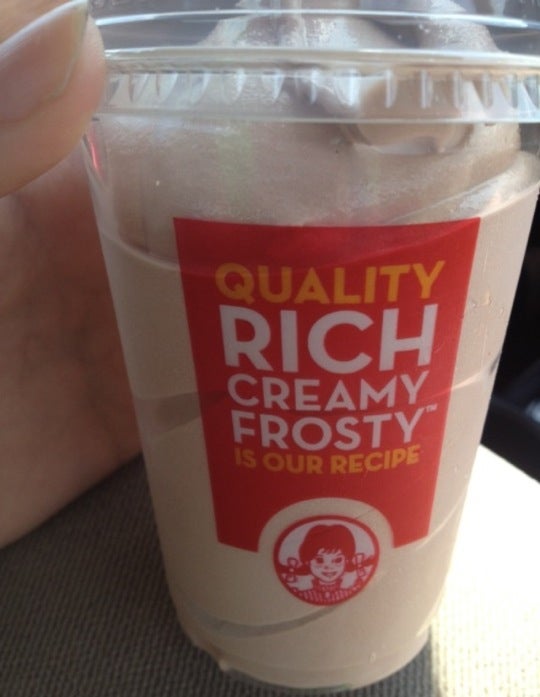 QUALITY
RICH
CREAMY
FROSTY™
IS OUR RECIPE